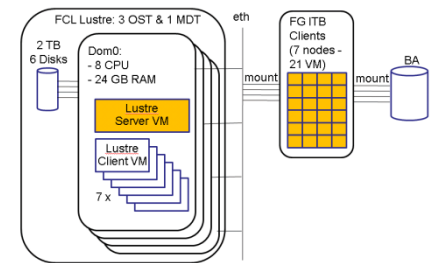 FCL Lustre: 3 OST & 1 MDT
eth
2 TB
6 Disks
Dom0:
- 8 CPU
- 24 GB RAM
Lustre
Server VM
Lustre
Client VM
7 x
mount
FG ITB
Clients
(7 nodes -
21 VM)
mount
BA